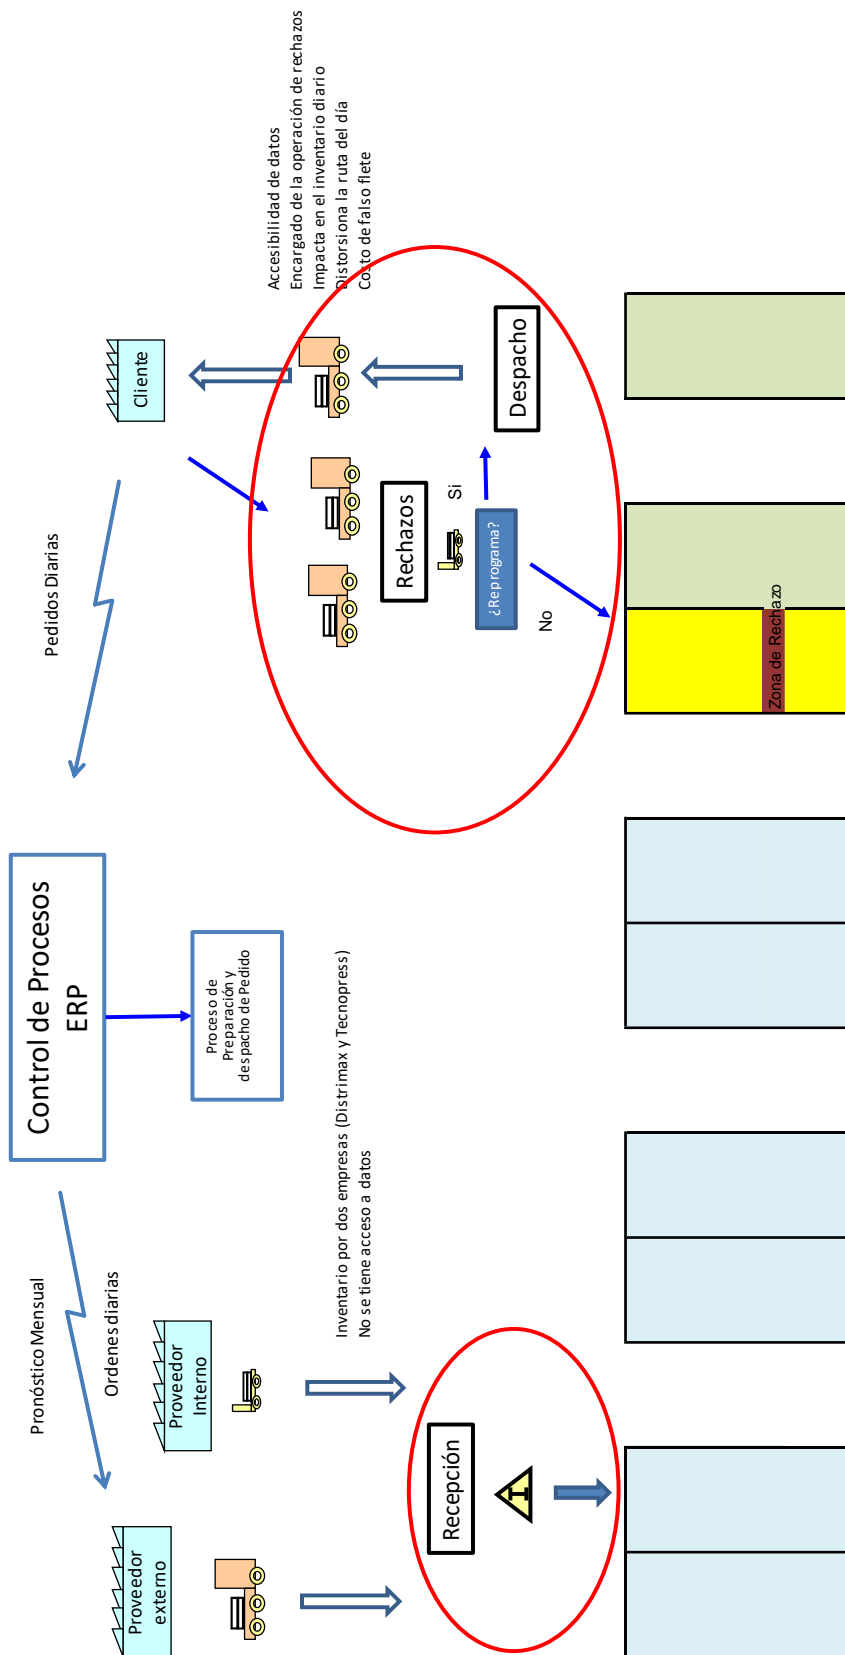 Proveedor
externo
Pronóstico Mensual
Ordenes diarias
Proveedor
Interno
Control de Procesos
ERP
Proceso de
Preparación y
despacho de Pedido
Pedidos Diarias
Cliente
Inventario por dos empresas (Distrimax y Tecnopress)
No se tiene acceso a datos
Recepción
I
Accesibilidad de datos
Encargado de la operación de rechazos
Impacta en el inventario diario
Distorsiona la ruta del día
Costo de falso flete
Rechazos
¿Reprograma?
Si
No
Despacho
Zona de Rechazo